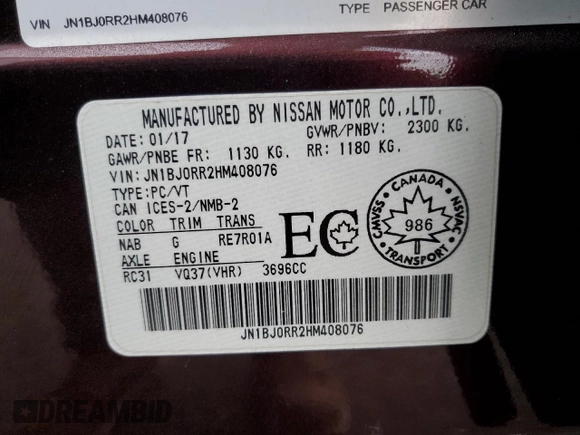 TYPE PASSENGER CAR
VIN JN1BJ0RR2HM408076
MANUFACTURED BY NISSAN MOTOR CO.,LTD.
DATE: 01/17 GVWR/PNBV: 2300 KG.
GAWR/PNBE FR: 1130 KG. RR: 1180 KG.
VIN: JN1BJ0RR2HM408076
TYPE:PC/VT
CAN ICES-2/NMB-2
COLOR TRIM TRANS
NAB G RE7R01A
AXLE ENGINE
RC31 VQ37(VHR) 3696CC
EC
CANADA
CMVSS NSVAC
986
TRANSPORT
JN1BJ0RR2HM408076
DREAMBID